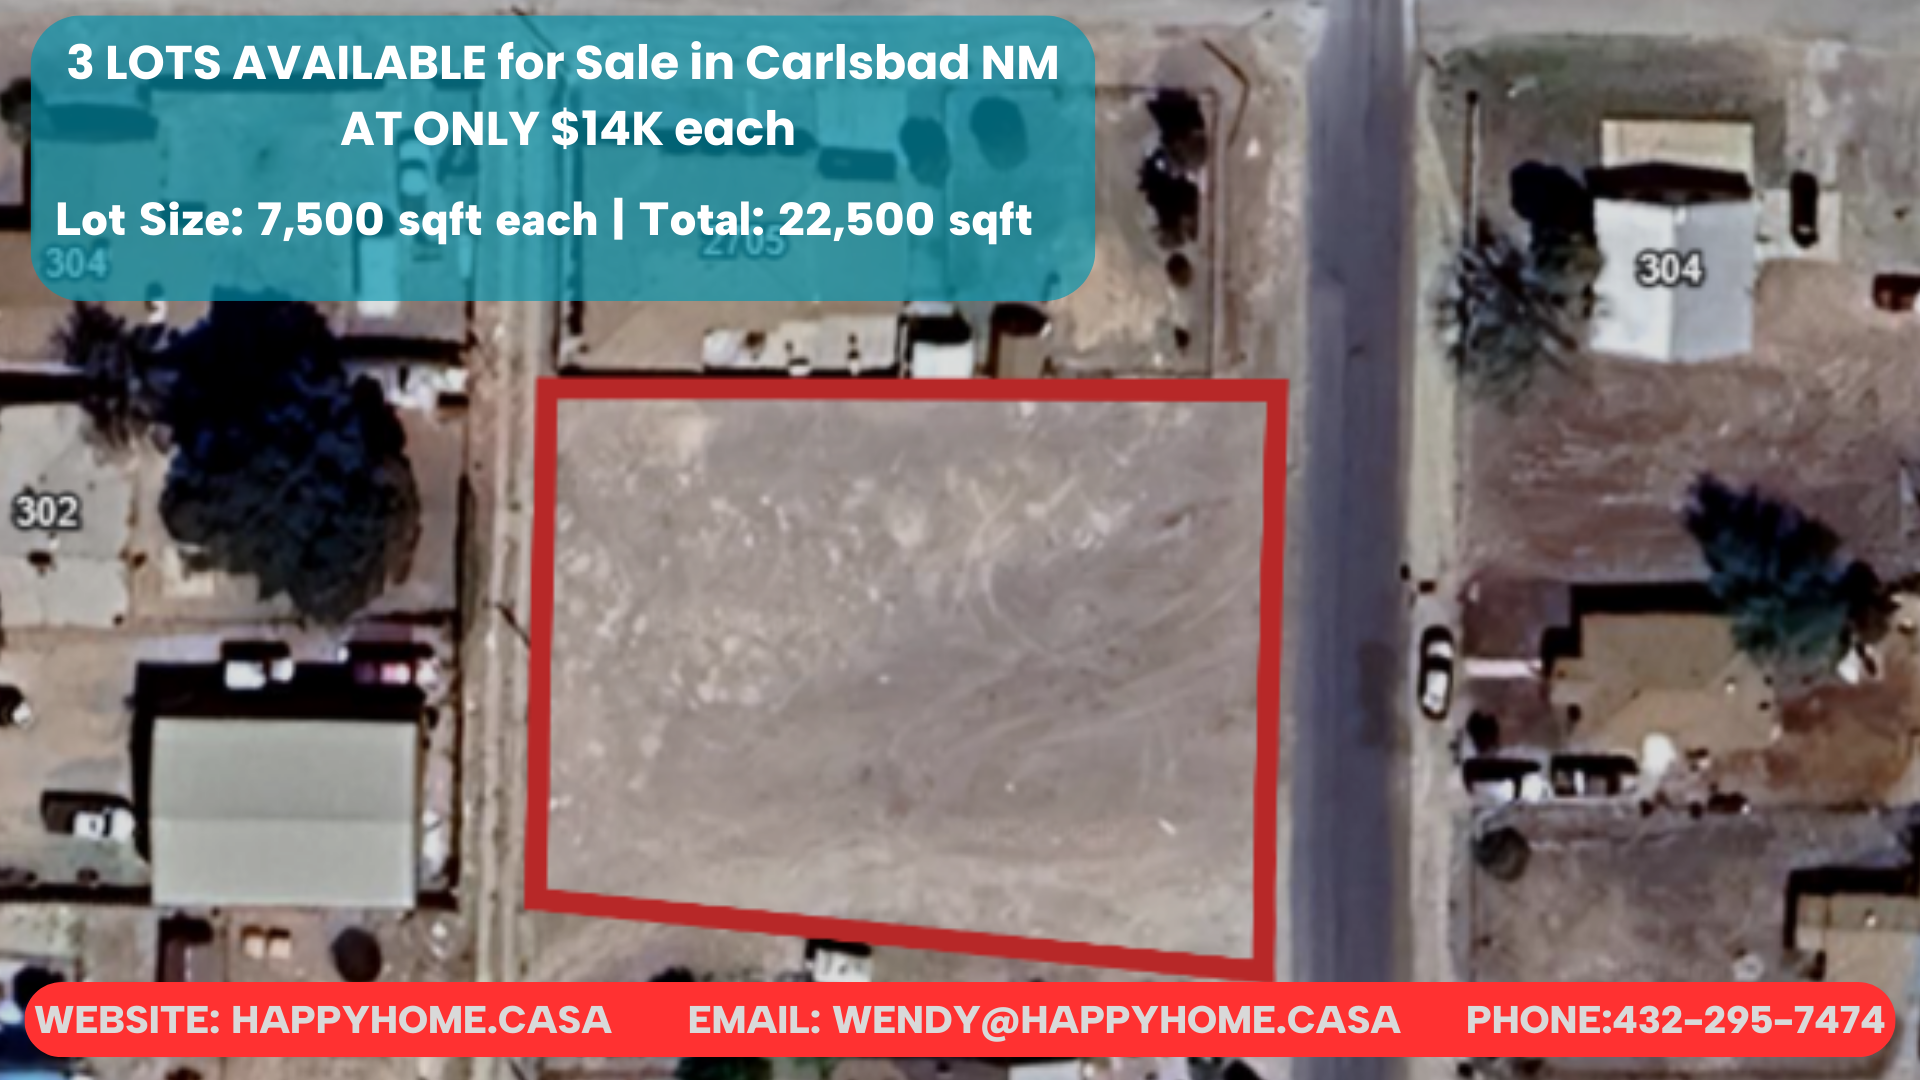 3 LOTS AVAILABLE for Sale in Carlsbad NM
AT ONLY $14K each
Lot Size: 7,500 sqft each | Total: 22,500 sqft
2705
304
304
302
WEBSITE: HAPPYHOME.CASA EMAIL: WENDY@HAPPYHOME.CASA PHONE:432-295-7474